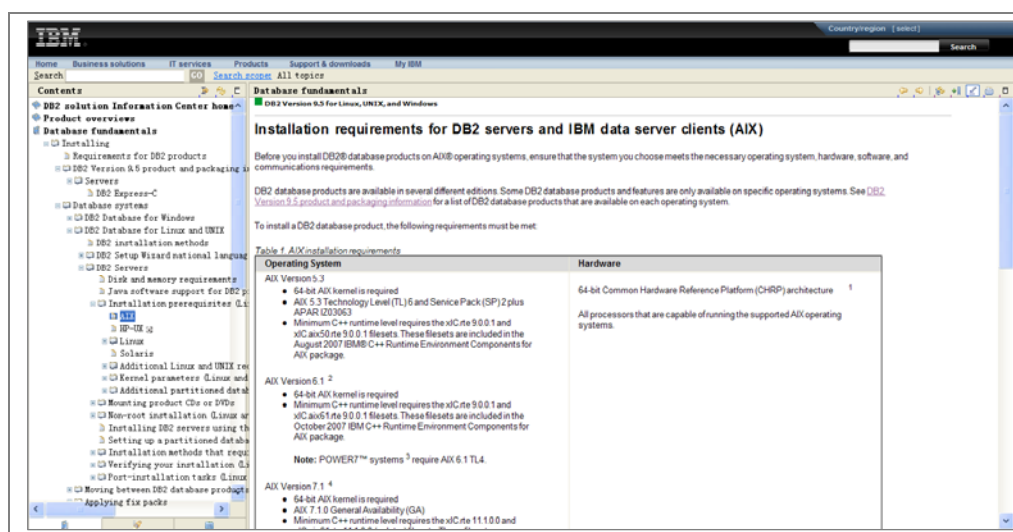 Country/region [select]
IBM.
Search
Home Business solutions IT services Products Support & downloads My IBM
Search GO Search scope: All topics
Contents
DB2 solution Information Center home
Product overviews
Database fundamentals
Installing
Requirements for DB2 products
DB2 Version 9.5 product and packaging in
Servers
DB2 Express-C
Database systems
DB2 Database for Windows
DB2 Database for Linux and UNIX
DB2 installation methods
DB2 Setup Wizard national languag
DB2 Servers
Disk and memory requirements
Java software support for DB2 p
Installation prerequisites (Li
AIX
HP-UX
Linux
Solaris
Additional Linux and UNIX re
Kernel parameters (Linux and
Additional partitioned datab
Mounting product CDs or DVDs
Non-root installation (Linux an
Installing DB2 servers using th
Setting up a partitioned databa
Installation methods that requi
Verifying your installation (Li
Post-installation tasks (Linux
Moving between DB2 database products
Applying fix packs
Database fundamentals
DB2 Version 9.5 for Linux, UNIX, and Windows
Installation requirements for DB2 servers and IBM data server clients (AIX)
Before you install DB2® database products on AIX® operating systems, ensure that the system you choose meets the necessary operating system, hardware, software, and
communications requirements.
DB2 database products are available in several different editions. Some DB2 database products and features are only available on specific operating systems. See DB2
Version 9.5 product and packaging information for a list of DB2 database products that are available on each operating system.
To install a DB2 database product, the following requirements must be met:
Table 1. AIX installation requirements
Operating System Hardware
AIX Version 5.3
64-bit AIX kernel is required
AIX 5.3 Technology Level (TL) 6 and Service Pack (SP) 2 plus
APAR IZ03063
Minimum C++ runtime level requires the xlC.rte 9.0.0.1 and
xlC.aix50.rte 9.0.0.1 filesets. These filesets are included in the
August 2007 IBM® C++ Runtime Environment Components for
AIX package.
64-bit Common Hardware Reference Platform (CHRP) architecture 1
All processors that are capable of running the supported AIX operating
systems.
AIX Version 6.1 2
64-bit AIX kernel is required
Minimum C++ runtime level requires the xlC.rte 9.0.0.1 and
xlC.aix61.rte 9.0.0.1 filesets. These filesets are included in the
October 2007 IBM C++ Runtime Environment Components for
AIX package.
Note: POWER7™ systems 3 require AIX 6.1 TL4.
AIX Version 7.1 4
64-bit AIX kernel is required
AIX 7.1.0 General Availability (GA)
Minimum C++ runtime level requires the xlC.rte 11.1.0.0 and